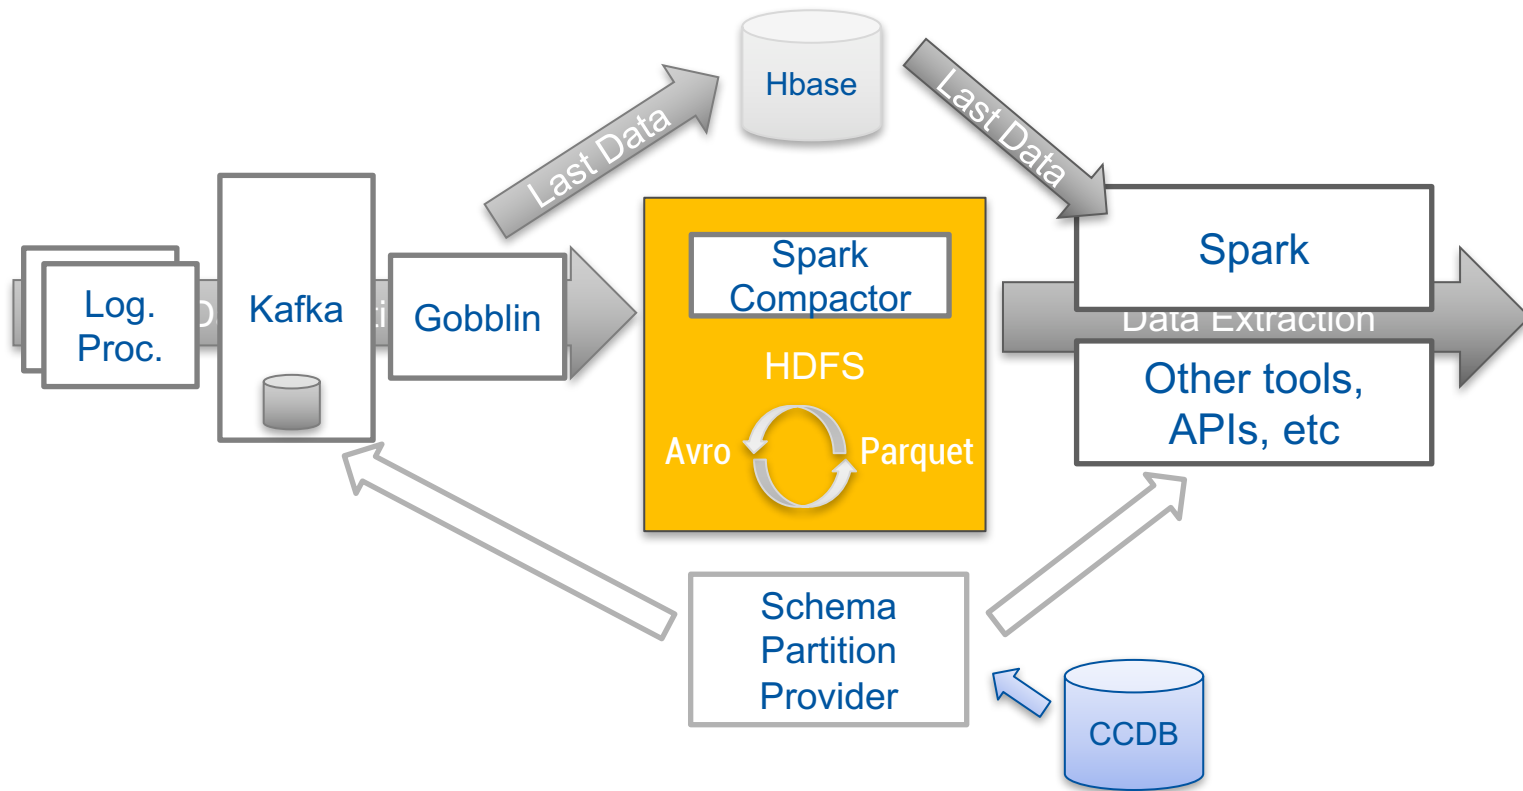 Hbase
Last Data
Last Data
Log.
Proc.
Kafka
Gobblin
Spark
Compactor
HDFS
Avro
Parquet
Spark
Data Extraction
Other tools,
APIs, etc
Schema
Partition
Provider
CCDB